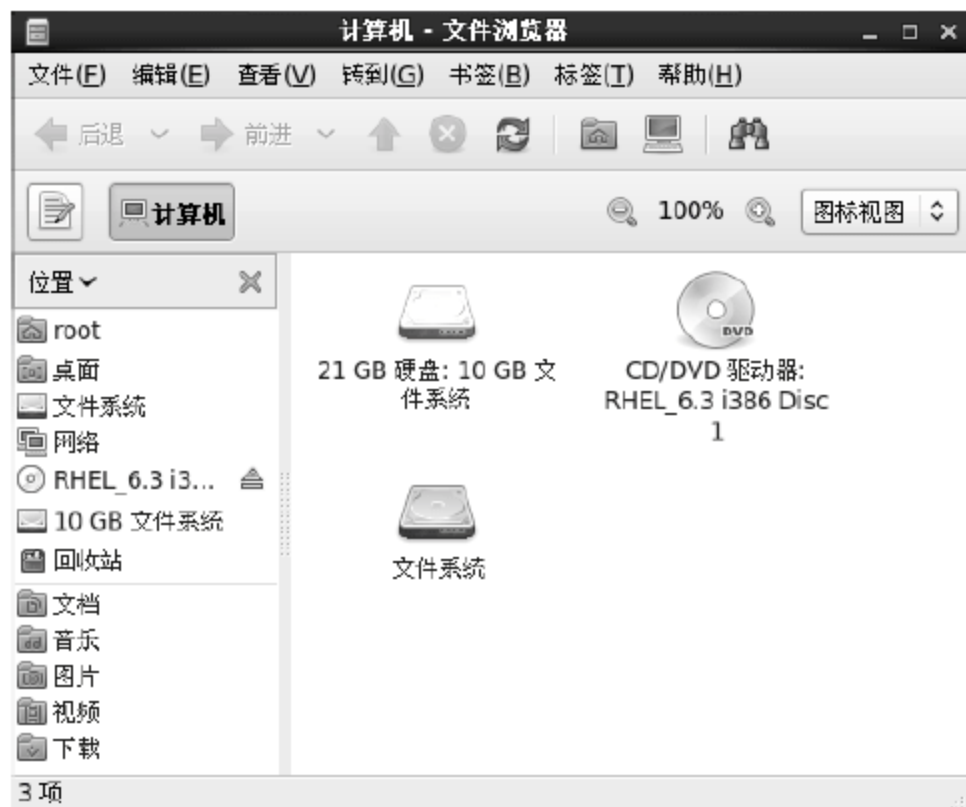 计算机 - 文件浏览器
文件(F) 编辑(E) 查看(V) 转到(G) 书签(B) 标签(T) 帮助(H)
后退 前进
计算机 100% 图标视图
位置
root
桌面
文件系统
网络
RHEL_6.3 i3...
10 GB 文件系统
回收站
文档
音乐
图片
视频
下载
21 GB 硬盘: 10 GB 文
件系统
CD/DVD 驱动器:
RHEL_6.3 i386 Disc
1
DVD
文件系统
3 项